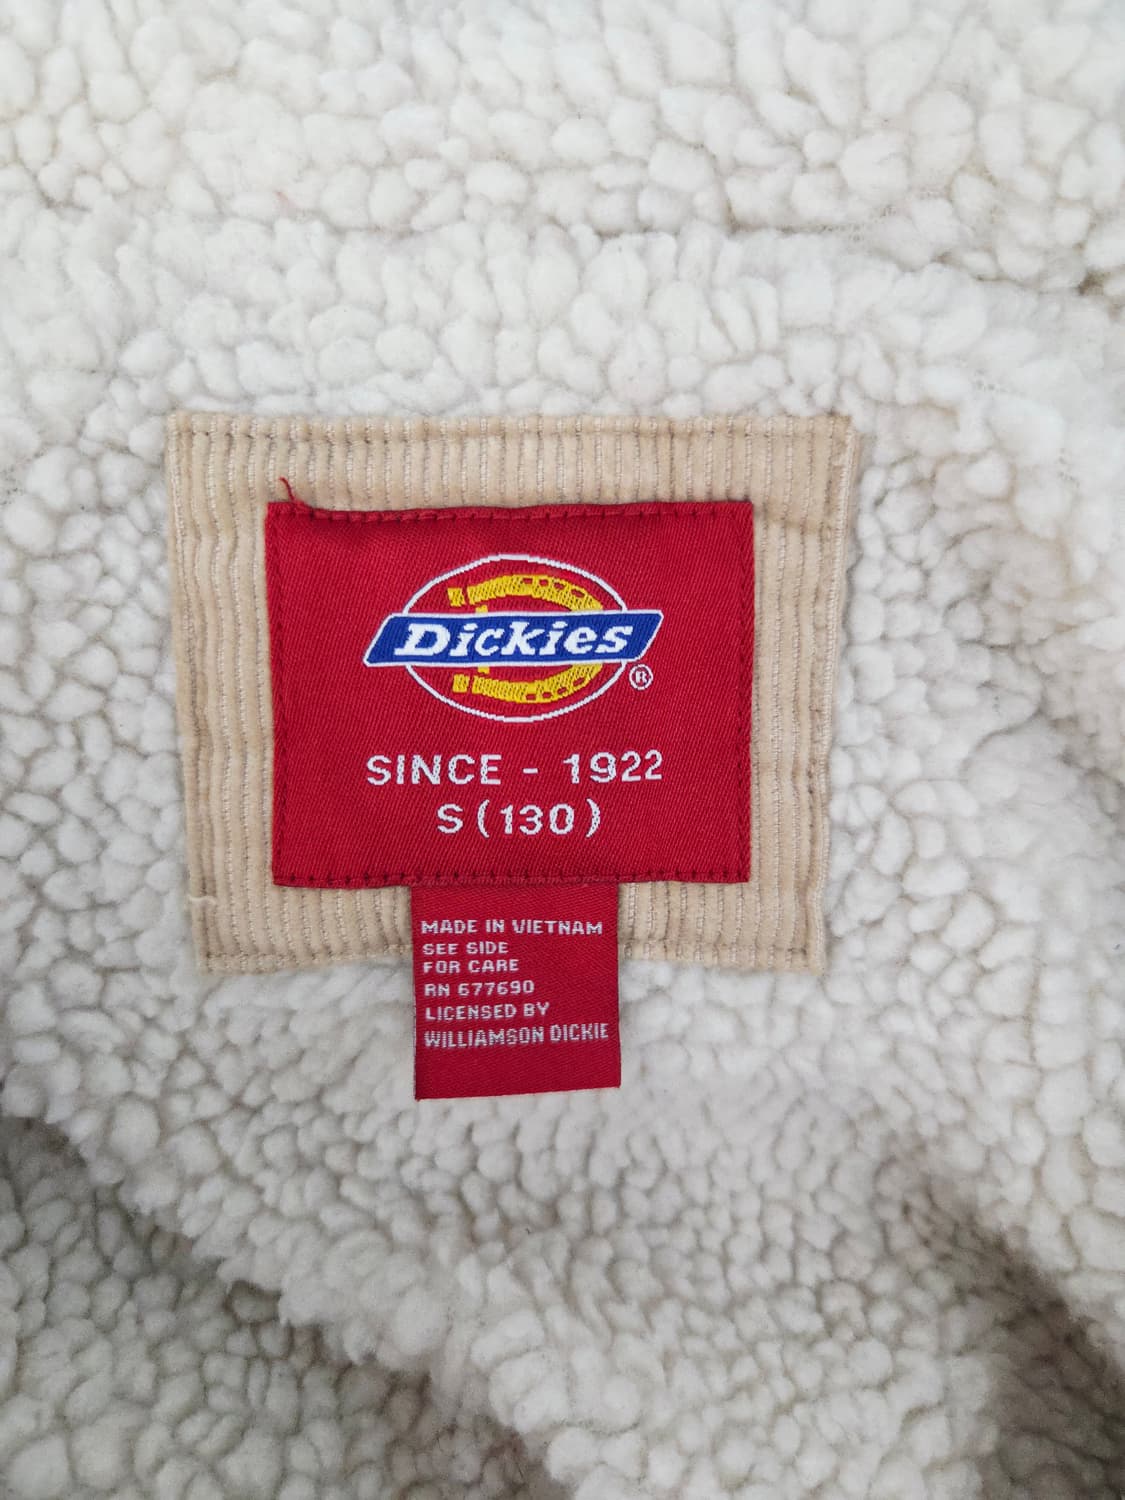 Dickies®
SINCE - 1922
S (130)
MADE IN VIETNAM
SEE SIDE
FOR CARE
RN 677690
LICENSED BY
WILLIAMSON DICKIE